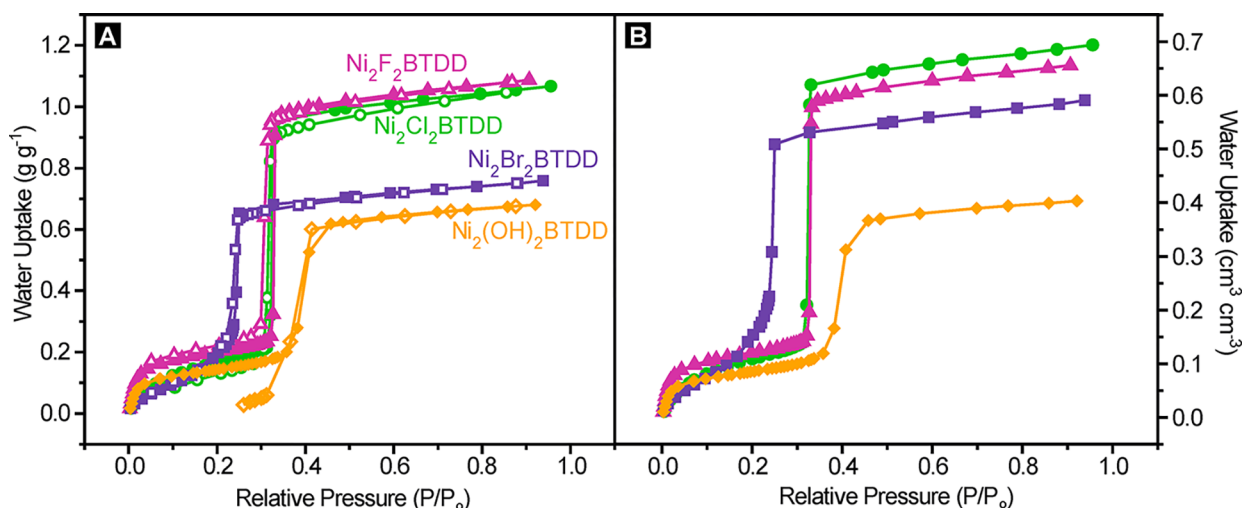 A
B
1.2
1.0
0.8
0.6
0.4
0.2
0.0
Water Uptake (g g⁻¹)
Ni₂F₂BTDD
Ni₂Cl₂BTDD
Ni₂Br₂BTDD
Ni₂(OH)₂BTDD
0.7
0.6
0.5
0.4
0.3
0.2
0.1
0.0
Water Uptake (cm³ cm⁻³)
0.0 0.2 0.4 0.6 0.8 1.0
0.0 0.2 0.4 0.6 0.8 1.0
Relative Pressure (P/Pₒ)
Relative Pressure (P/Pₒ)